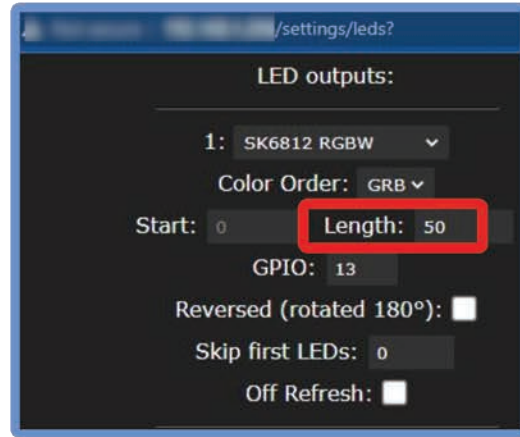 /settings/leds?
LED outputs:
1: SK6812 RGBW
Color Order: GRB
Start: 0 Length: 50
GPIO: 13
Reversed (rotated 180°):
Skip first LEDs: 0
Off Refresh: